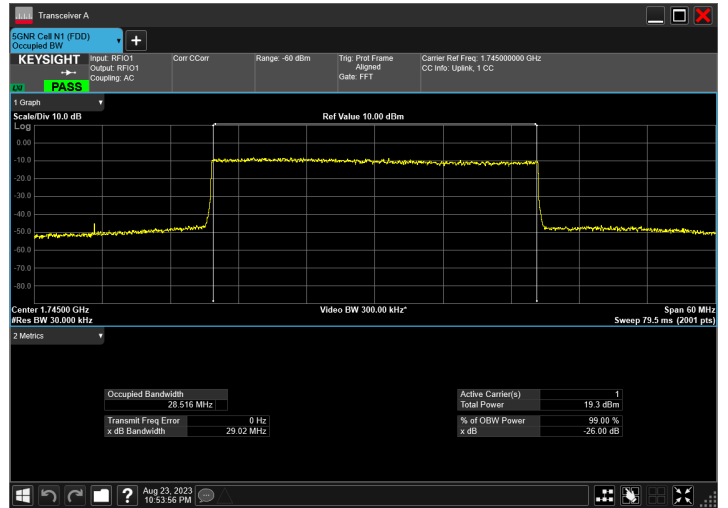 Transceiver A
5GNR Cell N1 (FDD)
Occupied BW
KEYSIGHT
LXI
PASS
Input: RFIO1
Output: RFIO1
Coupling: AC
Corr CCorr
Range: -60 dBm
Trig: Prot Frame
Aligned
Gate: FFT
Carrier Ref Freq: 1.745000000 GHz
CC Info: Uplink, 1 CC
1 Graph
Scale/Div 10.0 dB
Ref Value 10.00 dBm
Log
0.00
-10.0
-20.0
-30.0
-40.0
-50.0
-60.0
-70.0
-80.0
Center 1.74500 GHz
Video BW 300.00 kHz*
Span 60 MHz
#Res BW 30.000 kHz
Sweep 79.5 ms (2001 pts)
2 Metrics
Occupied Bandwidth
28.516 MHz
Transmit Freq Error 0 Hz
x dB Bandwidth 29.02 MHz
Active Carrier(s) 1
Total Power 19.3 dBm
% of OBW Power 99.00 %
x dB -26.00 dB
Aug 23, 2023
10:53:56 PM